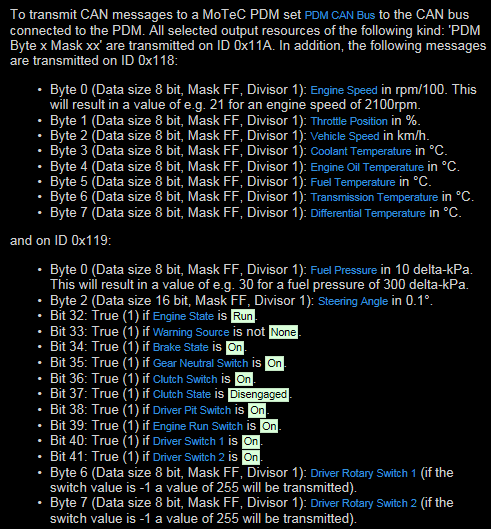 To transmit CAN messages to a MoTeC PDM set PDM CAN Bus to the CAN bus
connected to the PDM. All selected output resources of the following kind: 'PDM
Byte x Mask xx' are transmitted on ID 0x11A. In addition, the following messages
are transmitted on ID 0x118:
• Byte 0 (Data size 8 bit, Mask FF, Divisor 1): Engine Speed in rpm/100. This
will result in a value of e.g. 21 for an engine speed of 2100rpm.
• Byte 1 (Data size 8 bit, Mask FF, Divisor 1): Throttle Position in %.
• Byte 2 (Data size 8 bit, Mask FF, Divisor 1): Vehicle Speed in km/h.
• Byte 3 (Data size 8 bit, Mask FF, Divisor 1): Coolant Temperature in °C.
• Byte 4 (Data size 8 bit, Mask FF, Divisor 1): Engine Oil Temperature in °C.
• Byte 5 (Data size 8 bit, Mask FF, Divisor 1): Fuel Temperature in °C.
• Byte 6 (Data size 8 bit, Mask FF, Divisor 1): Transmission Temperature in °C.
• Byte 7 (Data size 8 bit, Mask FF, Divisor 1): Differential Temperature in °C.
and on ID 0x119:
• Byte 0 (Data size 8 bit, Mask FF, Divisor 1): Fuel Pressure in 10 delta-kPa.
This will result in a value of e.g. 30 for a fuel pressure of 300 delta-kPa.
• Byte 2 (Data size 16 bit, Mask FF, Divisor 1): Steering Angle in 0.1°.
• Bit 32: True (1) if Engine State is Run.
• Bit 33: True (1) if Warning Source is not None.
• Bit 34: True (1) if Brake State is On.
• Bit 35: True (1) if Gear Neutral Switch is On.
• Bit 36: True (1) if Clutch Switch is On.
• Bit 37: True (1) if Clutch State is Disengaged.
• Bit 38: True (1) if Driver Pit Switch is On.
• Bit 39: True (1) if Engine Run Switch is On.
• Bit 40: True (1) if Driver Switch 1 is On.
• Bit 41: True (1) if Driver Switch 2 is On.
• Byte 6 (Data size 8 bit, Mask FF, Divisor 1): Driver Rotary Switch 1 (if the
switch value is -1 a value of 255 will be transmitted).
• Byte 7 (Data size 8 bit, Mask FF, Divisor 1): Driver Rotary Switch 2 (if the
switch value is -1 a value of 255 will be transmitted).